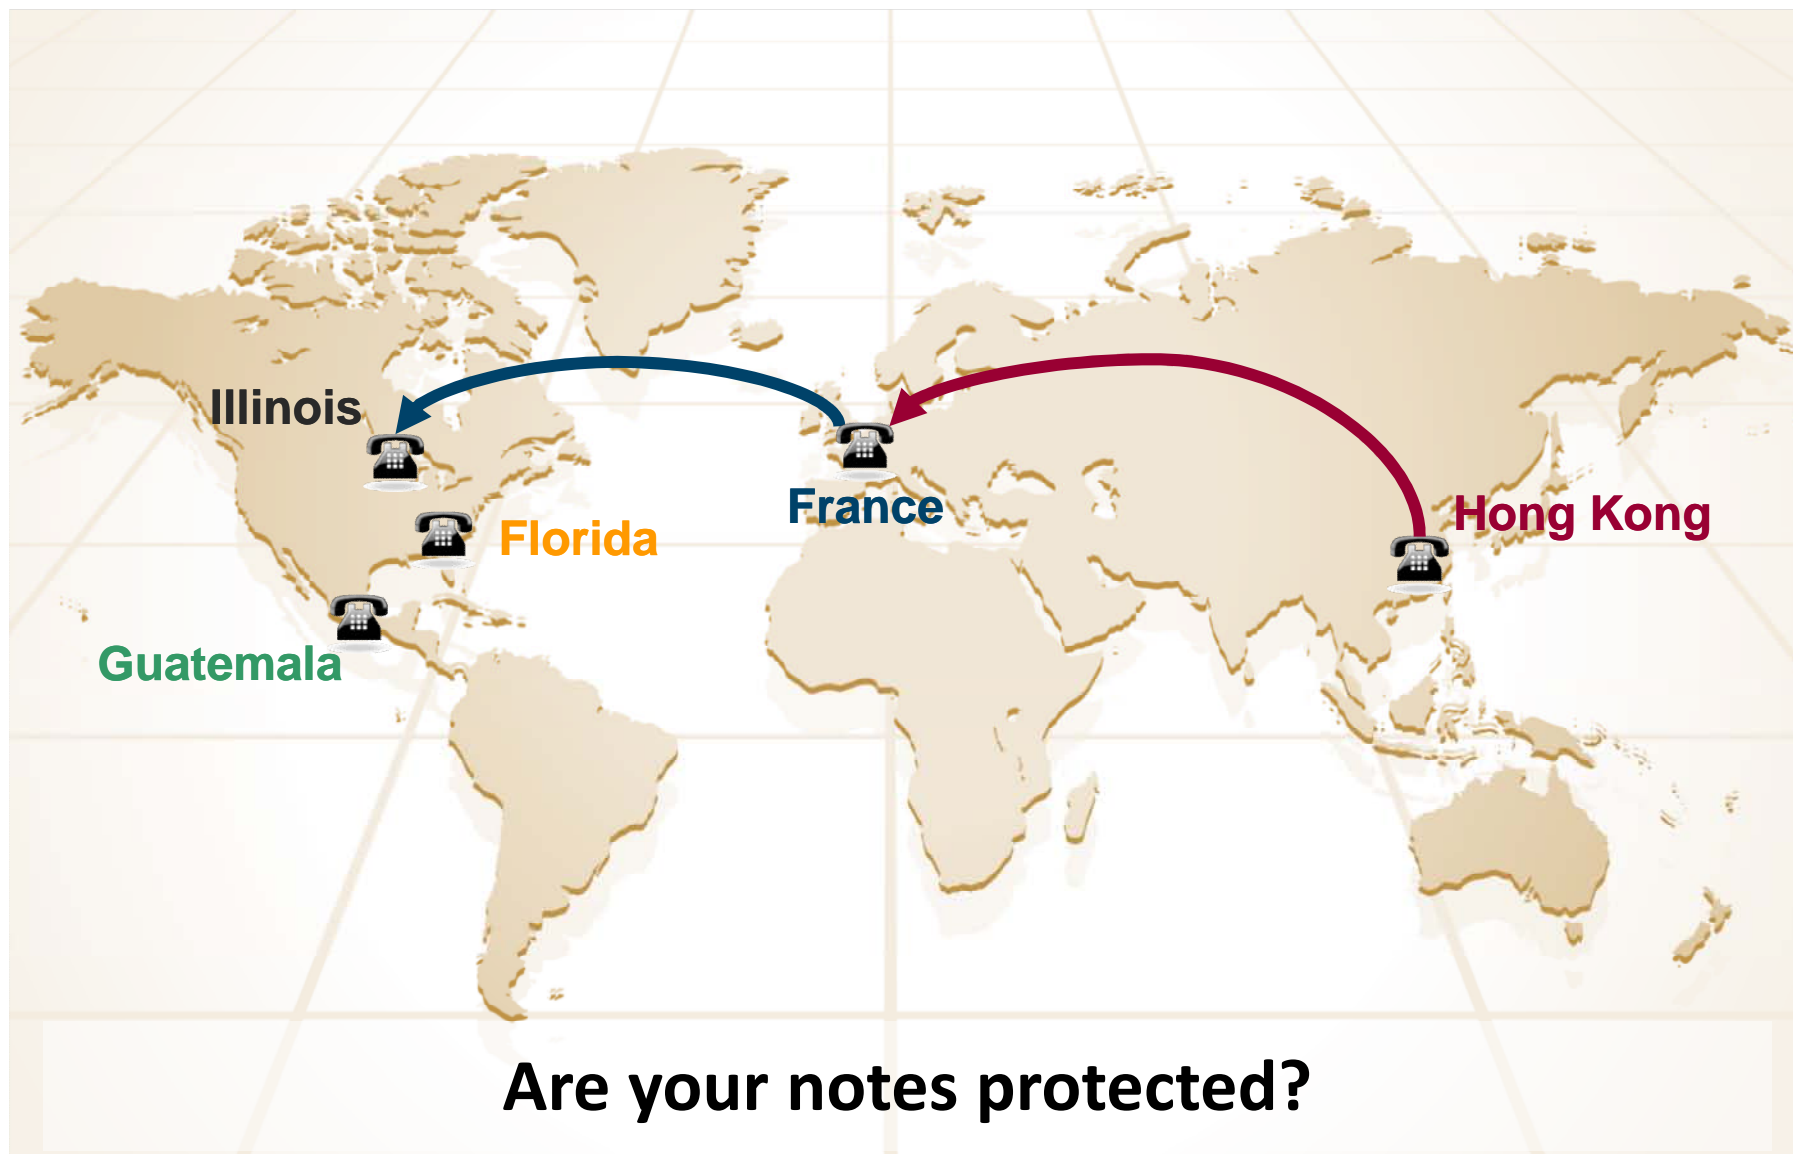 Illinois
France
Hong Kong
Florida
Guatemala
Are your notes protected?